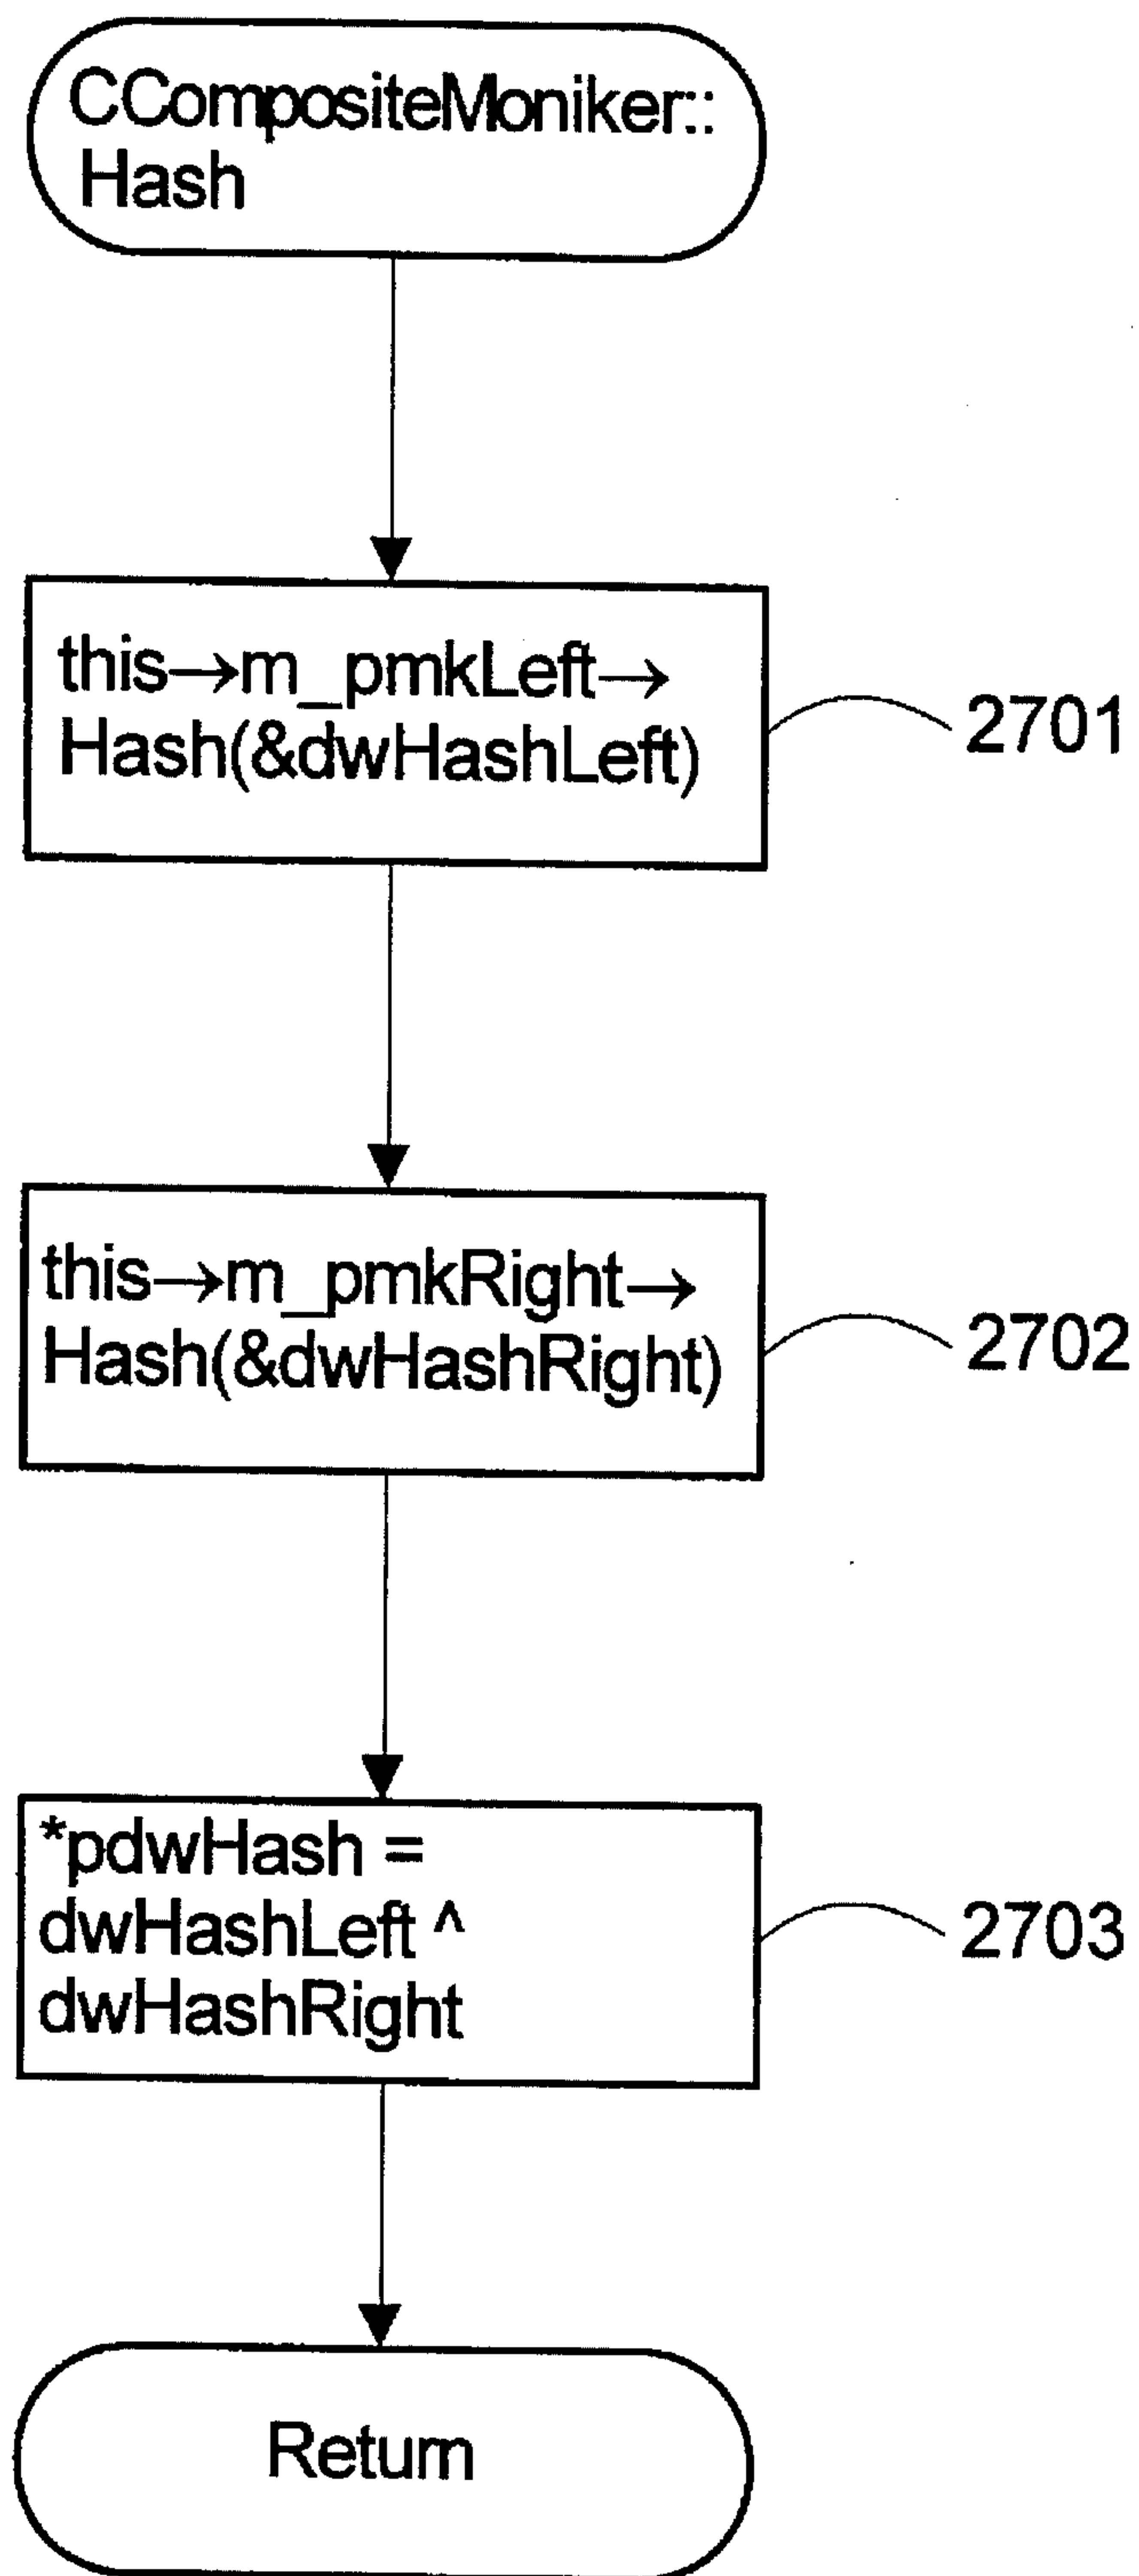 CCompositeMoniker::
Hash
this→m_pmkLeft→
Hash(&dwHashLeft)
2701
this→m_pmkRight→
Hash(&dwHashRight)
2702
*pdwHash =
dwHashLeft ^
dwHashRight
2703
Return